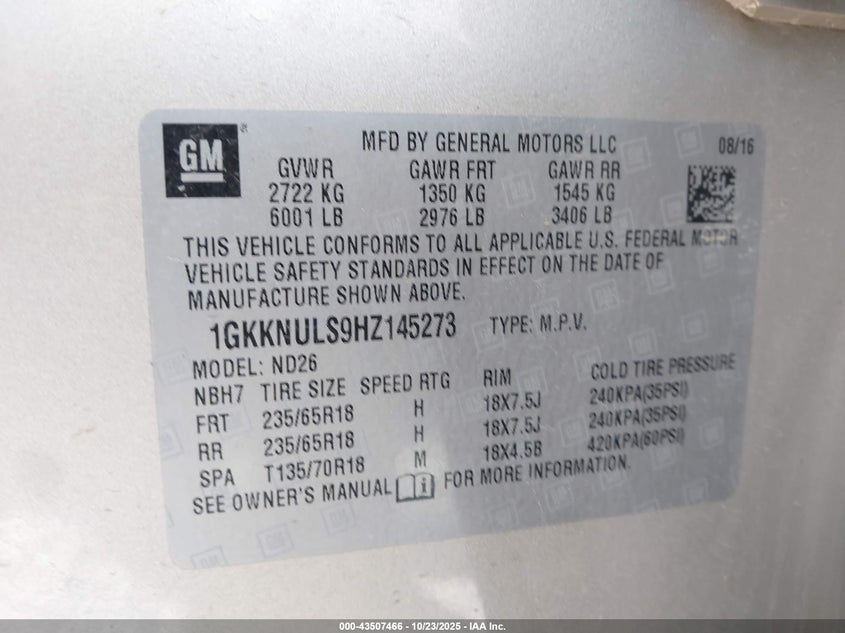 GM
MFD BY GENERAL MOTORS LLC 08/16
GVWR GAWR FRT GAWR RR
2722 KG 1350 KG 1545 KG
6001 LB 2976 LB 3406 LB
THIS VEHICLE CONFORMS TO ALL APPLICABLE U.S. FEDERAL MOTOR
VEHICLE SAFETY STANDARDS IN EFFECT ON THE DATE OF
MANUFACTURE SHOWN ABOVE.
1GKKNULS9HZ145273 TYPE: M.P.V.
MODEL: ND26
NBH7 TIRE SIZE SPEED RTG RIM COLD TIRE PRESSURE
FRT 235/65R18 H 18X7.5J 240KPA(35PSI)
RR 235/65R18 H 18X7.5J 240KPA(35PSI)
SPA T135/70R18 M 18X4.5B 420KPA(60PSI)
SEE OWNER'S MANUAL FOR MORE INFORMATION.
000-43507466 - 10/23/2025 - IAA Inc.